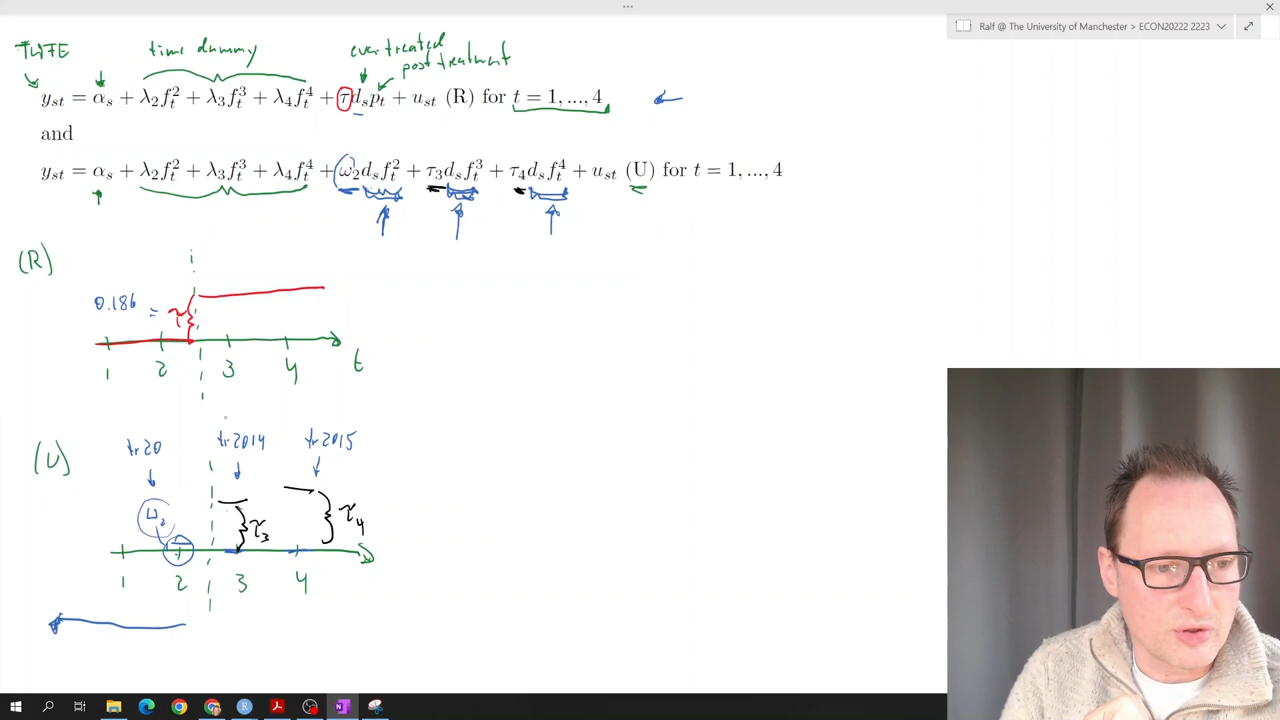 Ralf @ The University of Manchester > ECON20222 2223
TWFE
time dummy
ever treated
post treatment
y_st = α_s + λ_2 f_t^2 + λ_3 f_t^3 + λ_4 f_t^4 + τ d_s p_t + u_st (R) for t = 1, ..., 4
and
y_st = α_s + λ_2 f_t^2 + λ_3 f_t^3 + λ_4 f_t^4 + ω_2 d_s f_t^2 + τ_3 d_s f_t^3 + τ_4 d_s f_t^4 + u_st (U) for t = 1, ..., 4
(R)
0.186 = τ
1 2 3 4 t
(U)
tr20 tr2014 tr2015
ω_2 τ_3 τ_4
1 2 3 4